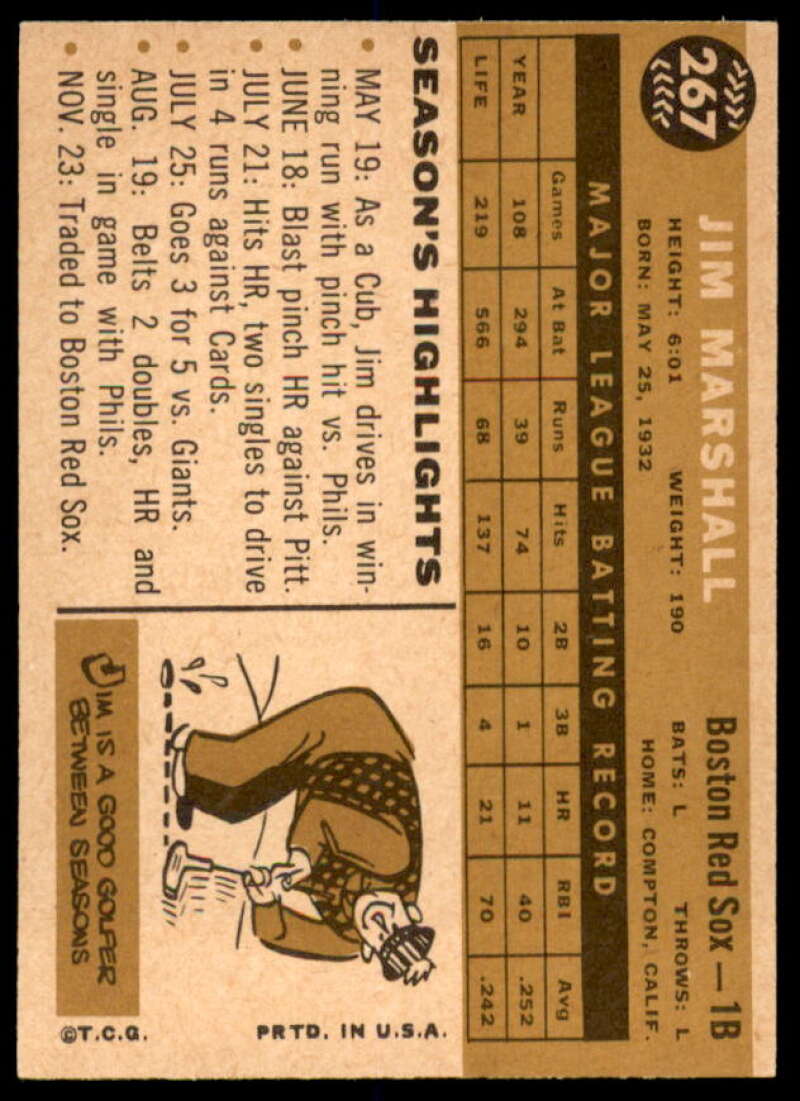 267
JIM MARSHALL
Boston Red Sox — 1B
HEIGHT: 6:01 WEIGHT: 190 BATS: L THROWS: L
BORN: MAY 25, 1932 HOME: COMPTON, CALIF.
MAJOR LEAGUE BATTING RECORD
Games At Bat Runs Hits 2B 3B HR RBI Avg
YEAR 108 294 39 74 10 1 11 40 .252
LIFE 219 566 68 137 16 4 21 70 .242
SEASON'S HIGHLIGHTS
• MAY 19: As a Cub, Jim drives in win-
ning run with pinch hit vs. Phils.
• JUNE 18: Blast pinch HR against Pitt.
• JULY 21: Hits HR, two singles to drive
in 4 runs against Cards.
• JULY 25: Goes 3 for 5 vs. Giants.
• AUG. 19: Belts 2 doubles, HR and
single in game with Phils.
• NOV. 23: Traded to Boston Red Sox.
JIM IS A GOOD GOLFER
BETWEEN SEASONS
©T.C.G. PRTD. IN U.S.A.